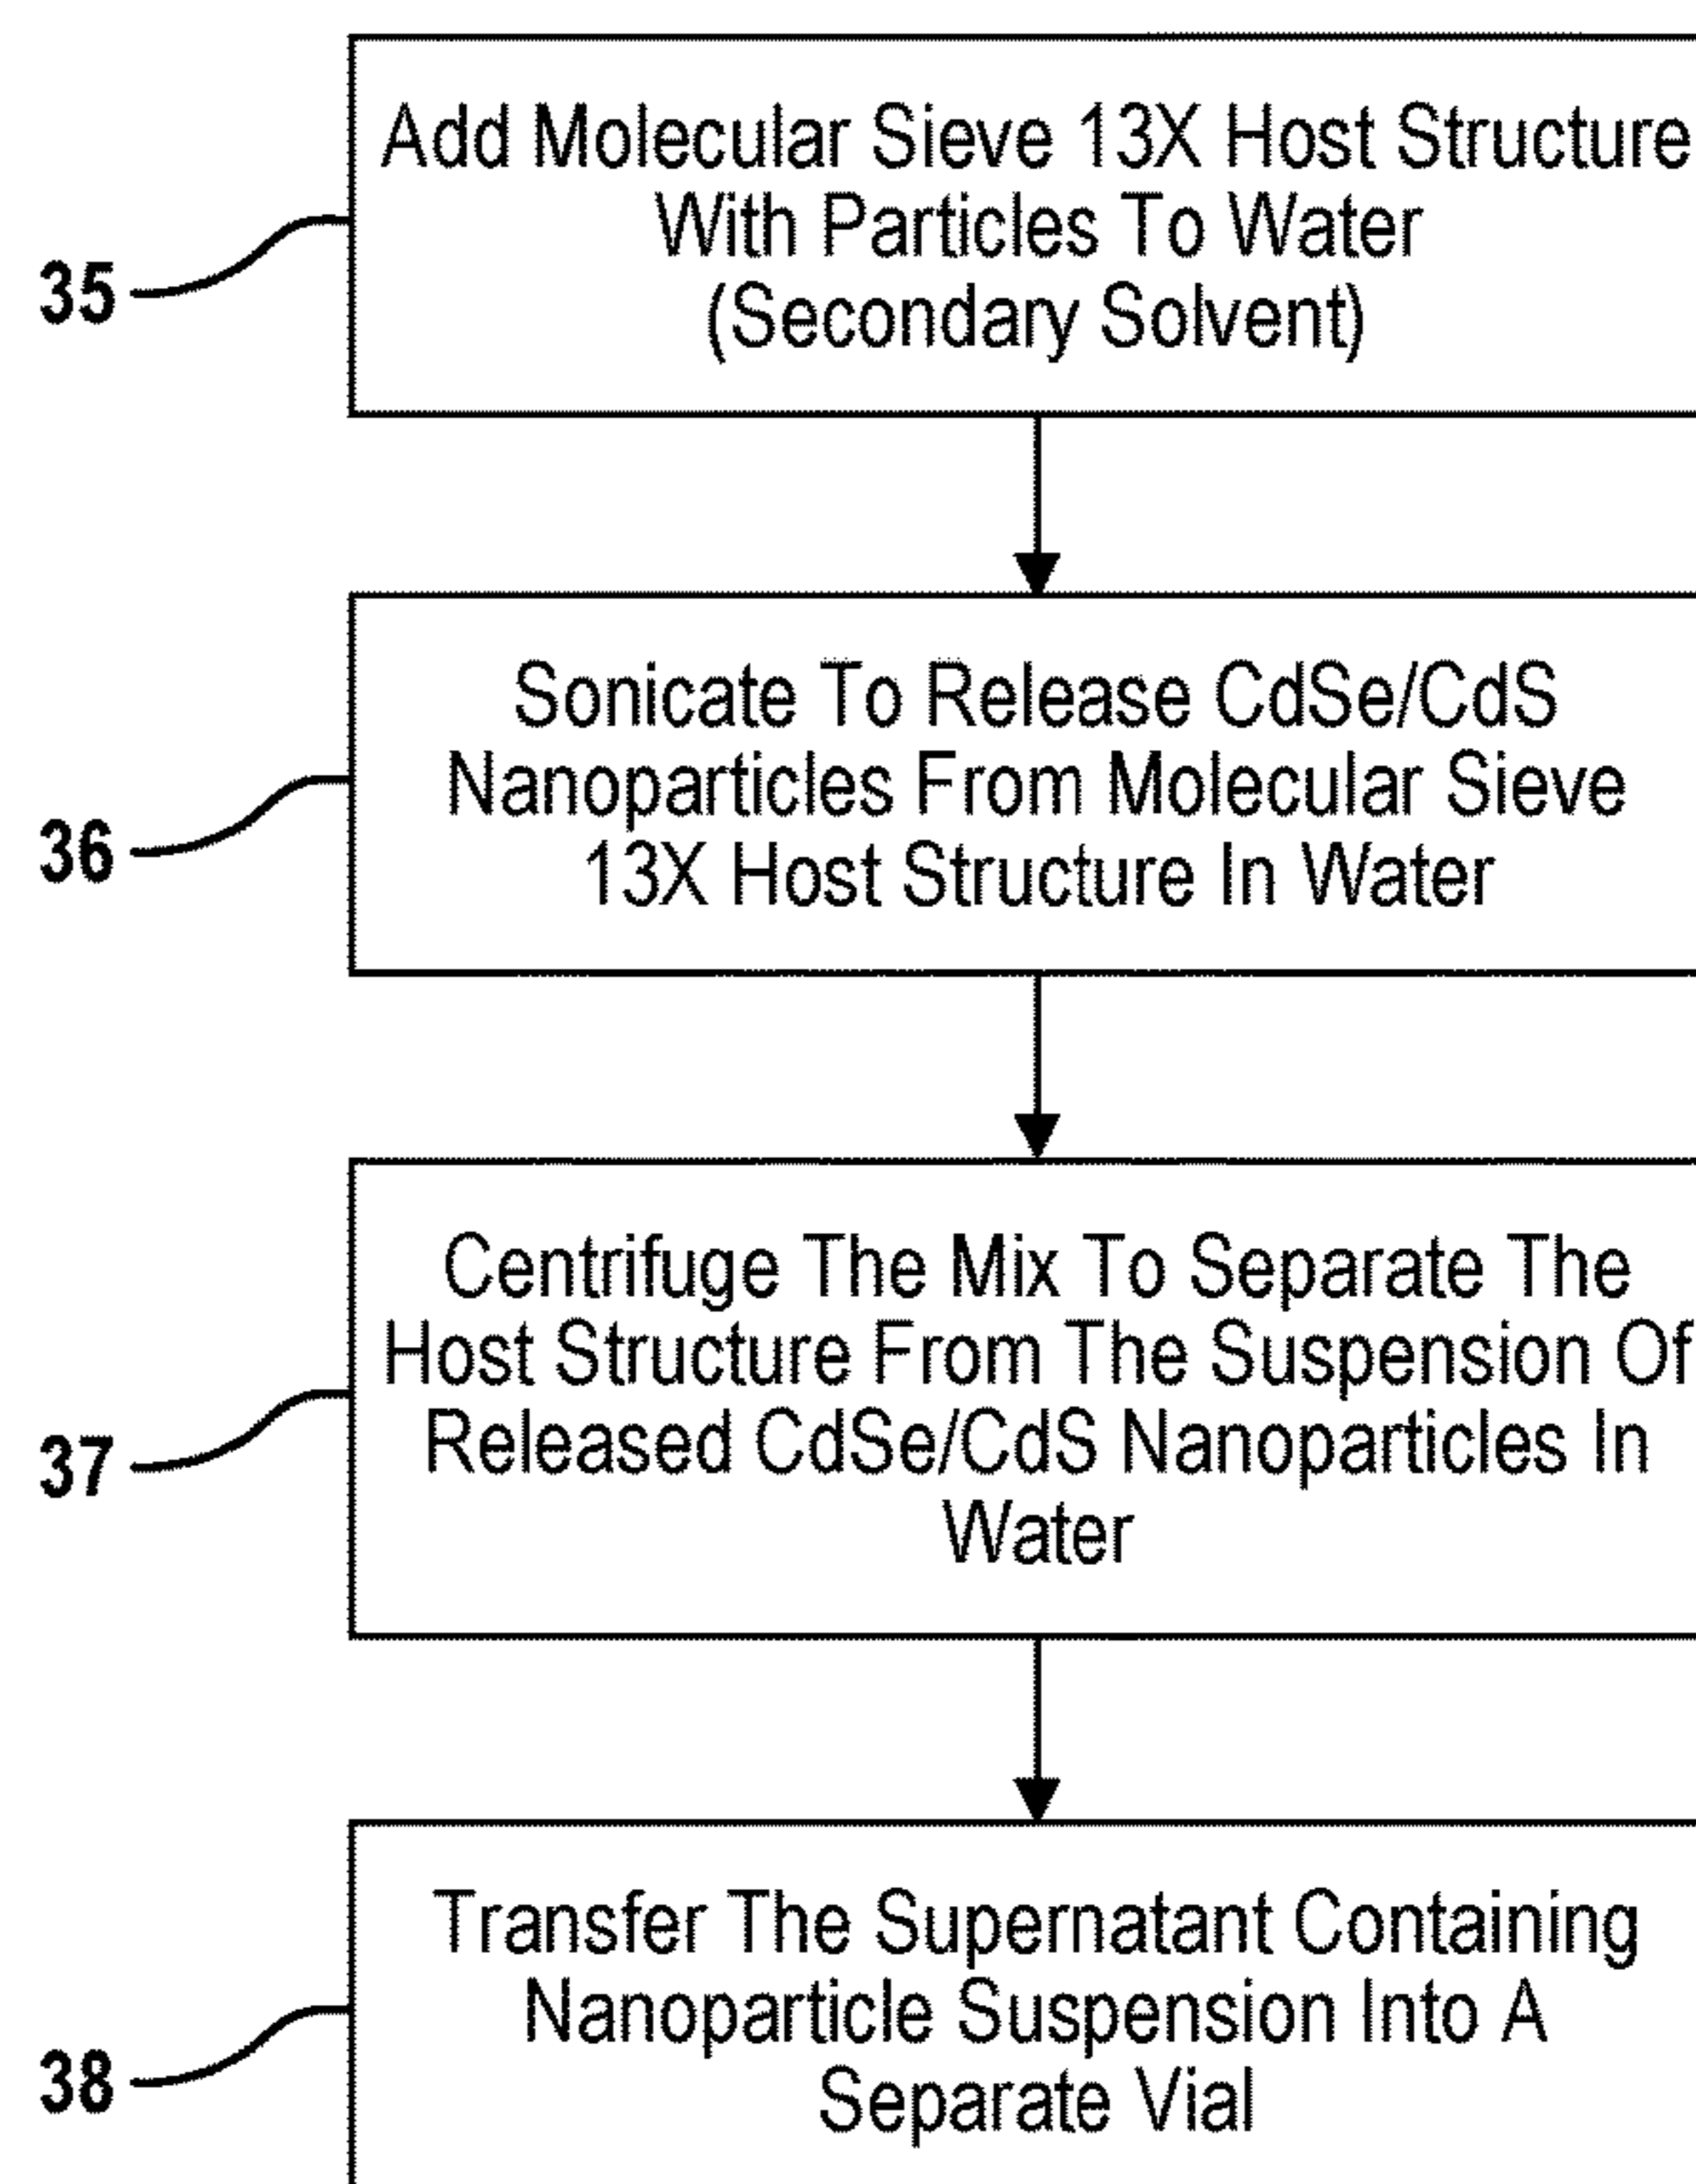 Add Molecular Sieve 13X Host Structure
With Particles To Water
(Secondary Solvent)
35
Sonicate To Release CdSe/CdS
Nanoparticles From Molecular Sieve
13X Host Structure In Water
36
Centrifuge The Mix To Separate The
Host Structure From The Suspension Of
Released CdSe/CdS Nanoparticles In
Water
37
Transfer The Supernatant Containing
Nanoparticle Suspension Into A
Separate Vial
38